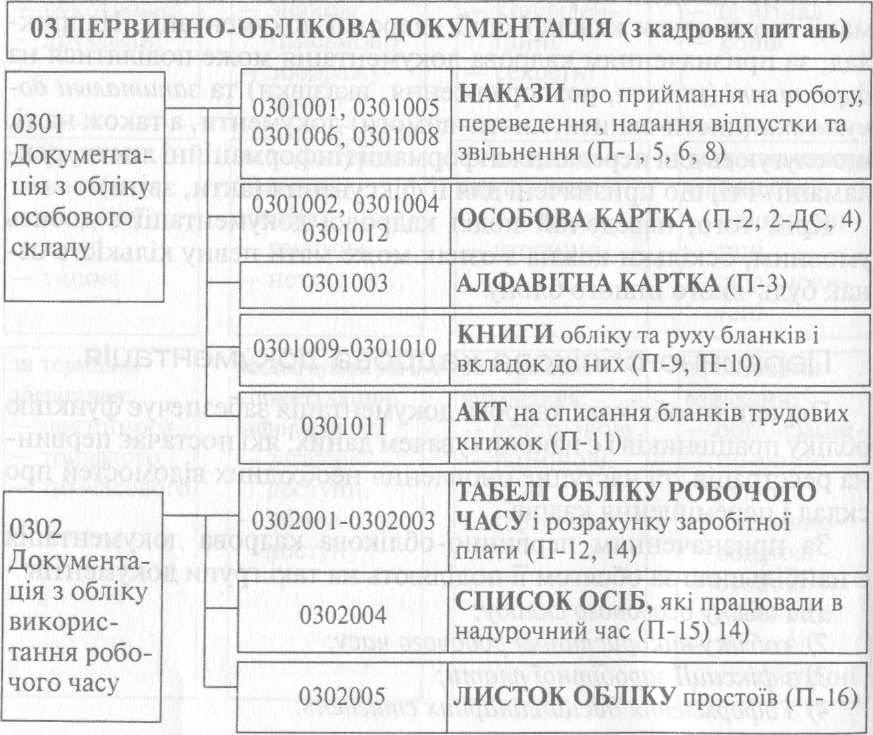 03 ПЕРВИННО-ОБЛІКОВА ДОКУМЕНТАЦІЯ (з кадрових питань)
0301
Документа-
ція з обліку
особового
складу
0301001, 0301005
0301006, 0301008
НАКАЗИ про приймання на роботу,
переведення, надання відпустки та
звільнення (П-1, 5, 6, 8)
0301002, 0301004
0301012
ОСОБОВА КАРТКА (П-2, 2-ДС, 4)
0301003
АЛФАВІТНА КАРТКА (П-3)
0301009-0301010
КНИГИ обліку та руху бланків і
вкладок до них (П-9, П-10)
0301011
АКТ на списання бланків трудових
книжок (П-11)
0302
Документа-
ція з обліку
викорис-
тання робо-
чого часу
0302001-0302003
ТАБЕЛІ ОБЛІКУ РОБОЧОГО
ЧАСУ і розрахунку заробітної
плати (П-12, 14)
0302004
СПИСОК ОСІБ, які працювали в
надурочний час (П-15), 14)
0302005
ЛИСТОК ОБЛІКУ простоїв (П-16)